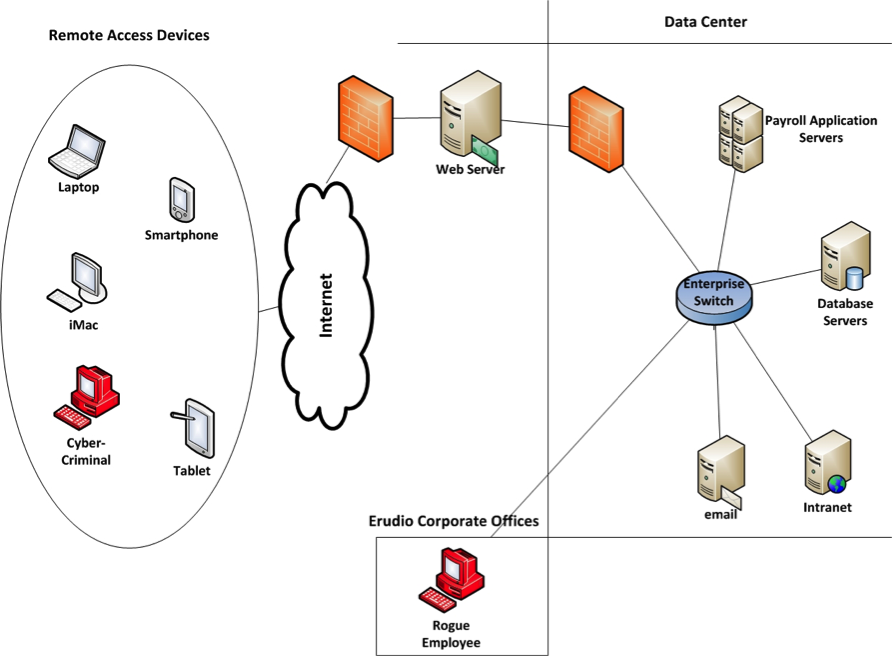 Data Center
Remote Access Devices
Payroll Application
Servers
Web Server
Laptop
Smartphone
Internet
Enterprise
Switch
Database
Servers
iMac
Cyber-
Criminal
Tablet
email
Intranet
Erudio Corporate Offices
Rogue
Employee